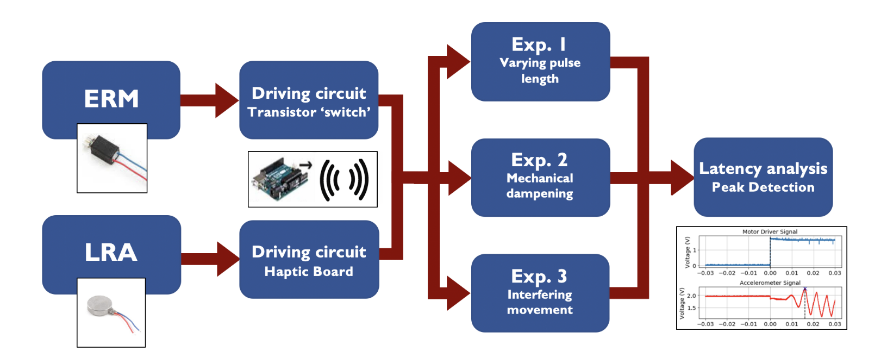 ERM
Driving circuit
Transistor ‘switch’
LRA
Driving circuit
Haptic Board
Exp. 1
Varying pulse
length
Exp. 2
Mechanical
dampening
Exp. 3
Interfering
movement
Latency analysis
Peak Detection
Motor Driver Signal
Voltage (V)
1
0
−0.03 −0.02 −0.01 0.00 0.01 0.02 0.03
Accelerometer Signal
Voltage (V)
2.0
1.5
−0.03 −0.02 −0.01 0.00 0.01 0.02 0.03